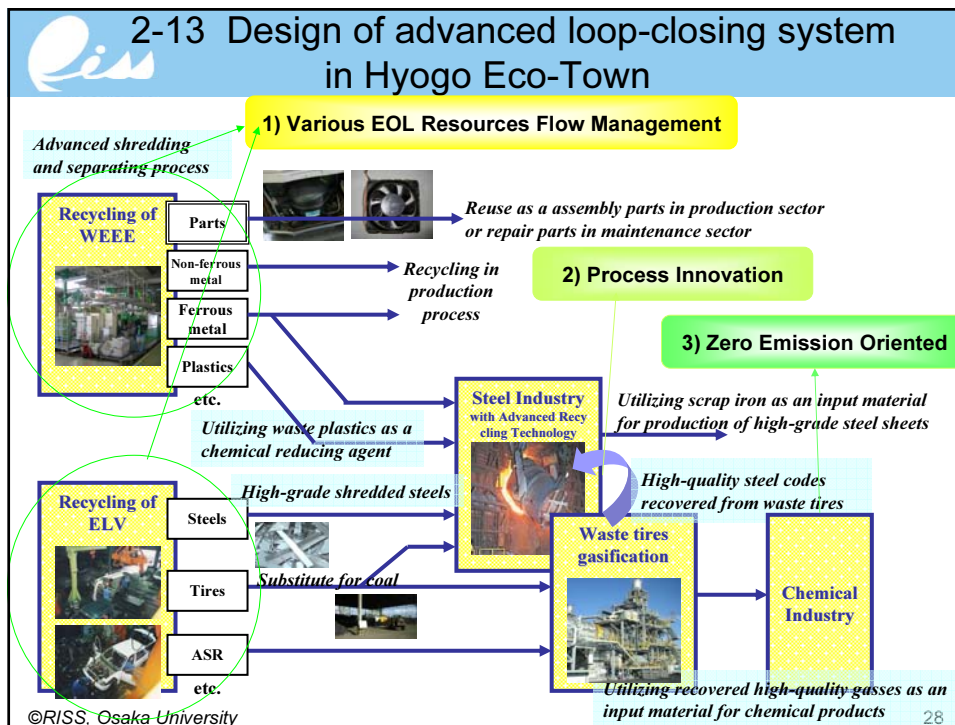 Riss
2-13 Design of advanced loop-closing system
in Hyogo Eco-Town
1) Various EOL Resources Flow Management
Advanced shredding
and separating process
Recycling of
WEEE
Parts
Non-ferrous
metal
Ferrous
metal
Plastics
etc.
Reuse as a assembly parts in production sector
or repair parts in maintenance sector
Recycling in
production
process
2) Process Innovation
3) Zero Emission Oriented
Steel Industry
with Advanced Recy
cling Technology
Utilizing scrap iron as an input material
for production of high-grade steel sheets
Utilizing waste plastics as a
chemical reducing agent
High-grade shredded steels
High-quality steel codes
recovered from waste tires
Recycling of
ELV
Steels
Tires
ASR
etc.
Substitute for coal
Waste tires
gasification
Chemical
Industry
Utilizing recovered high-quality gasses as an
input material for chemical products
©RISS, Osaka University
28